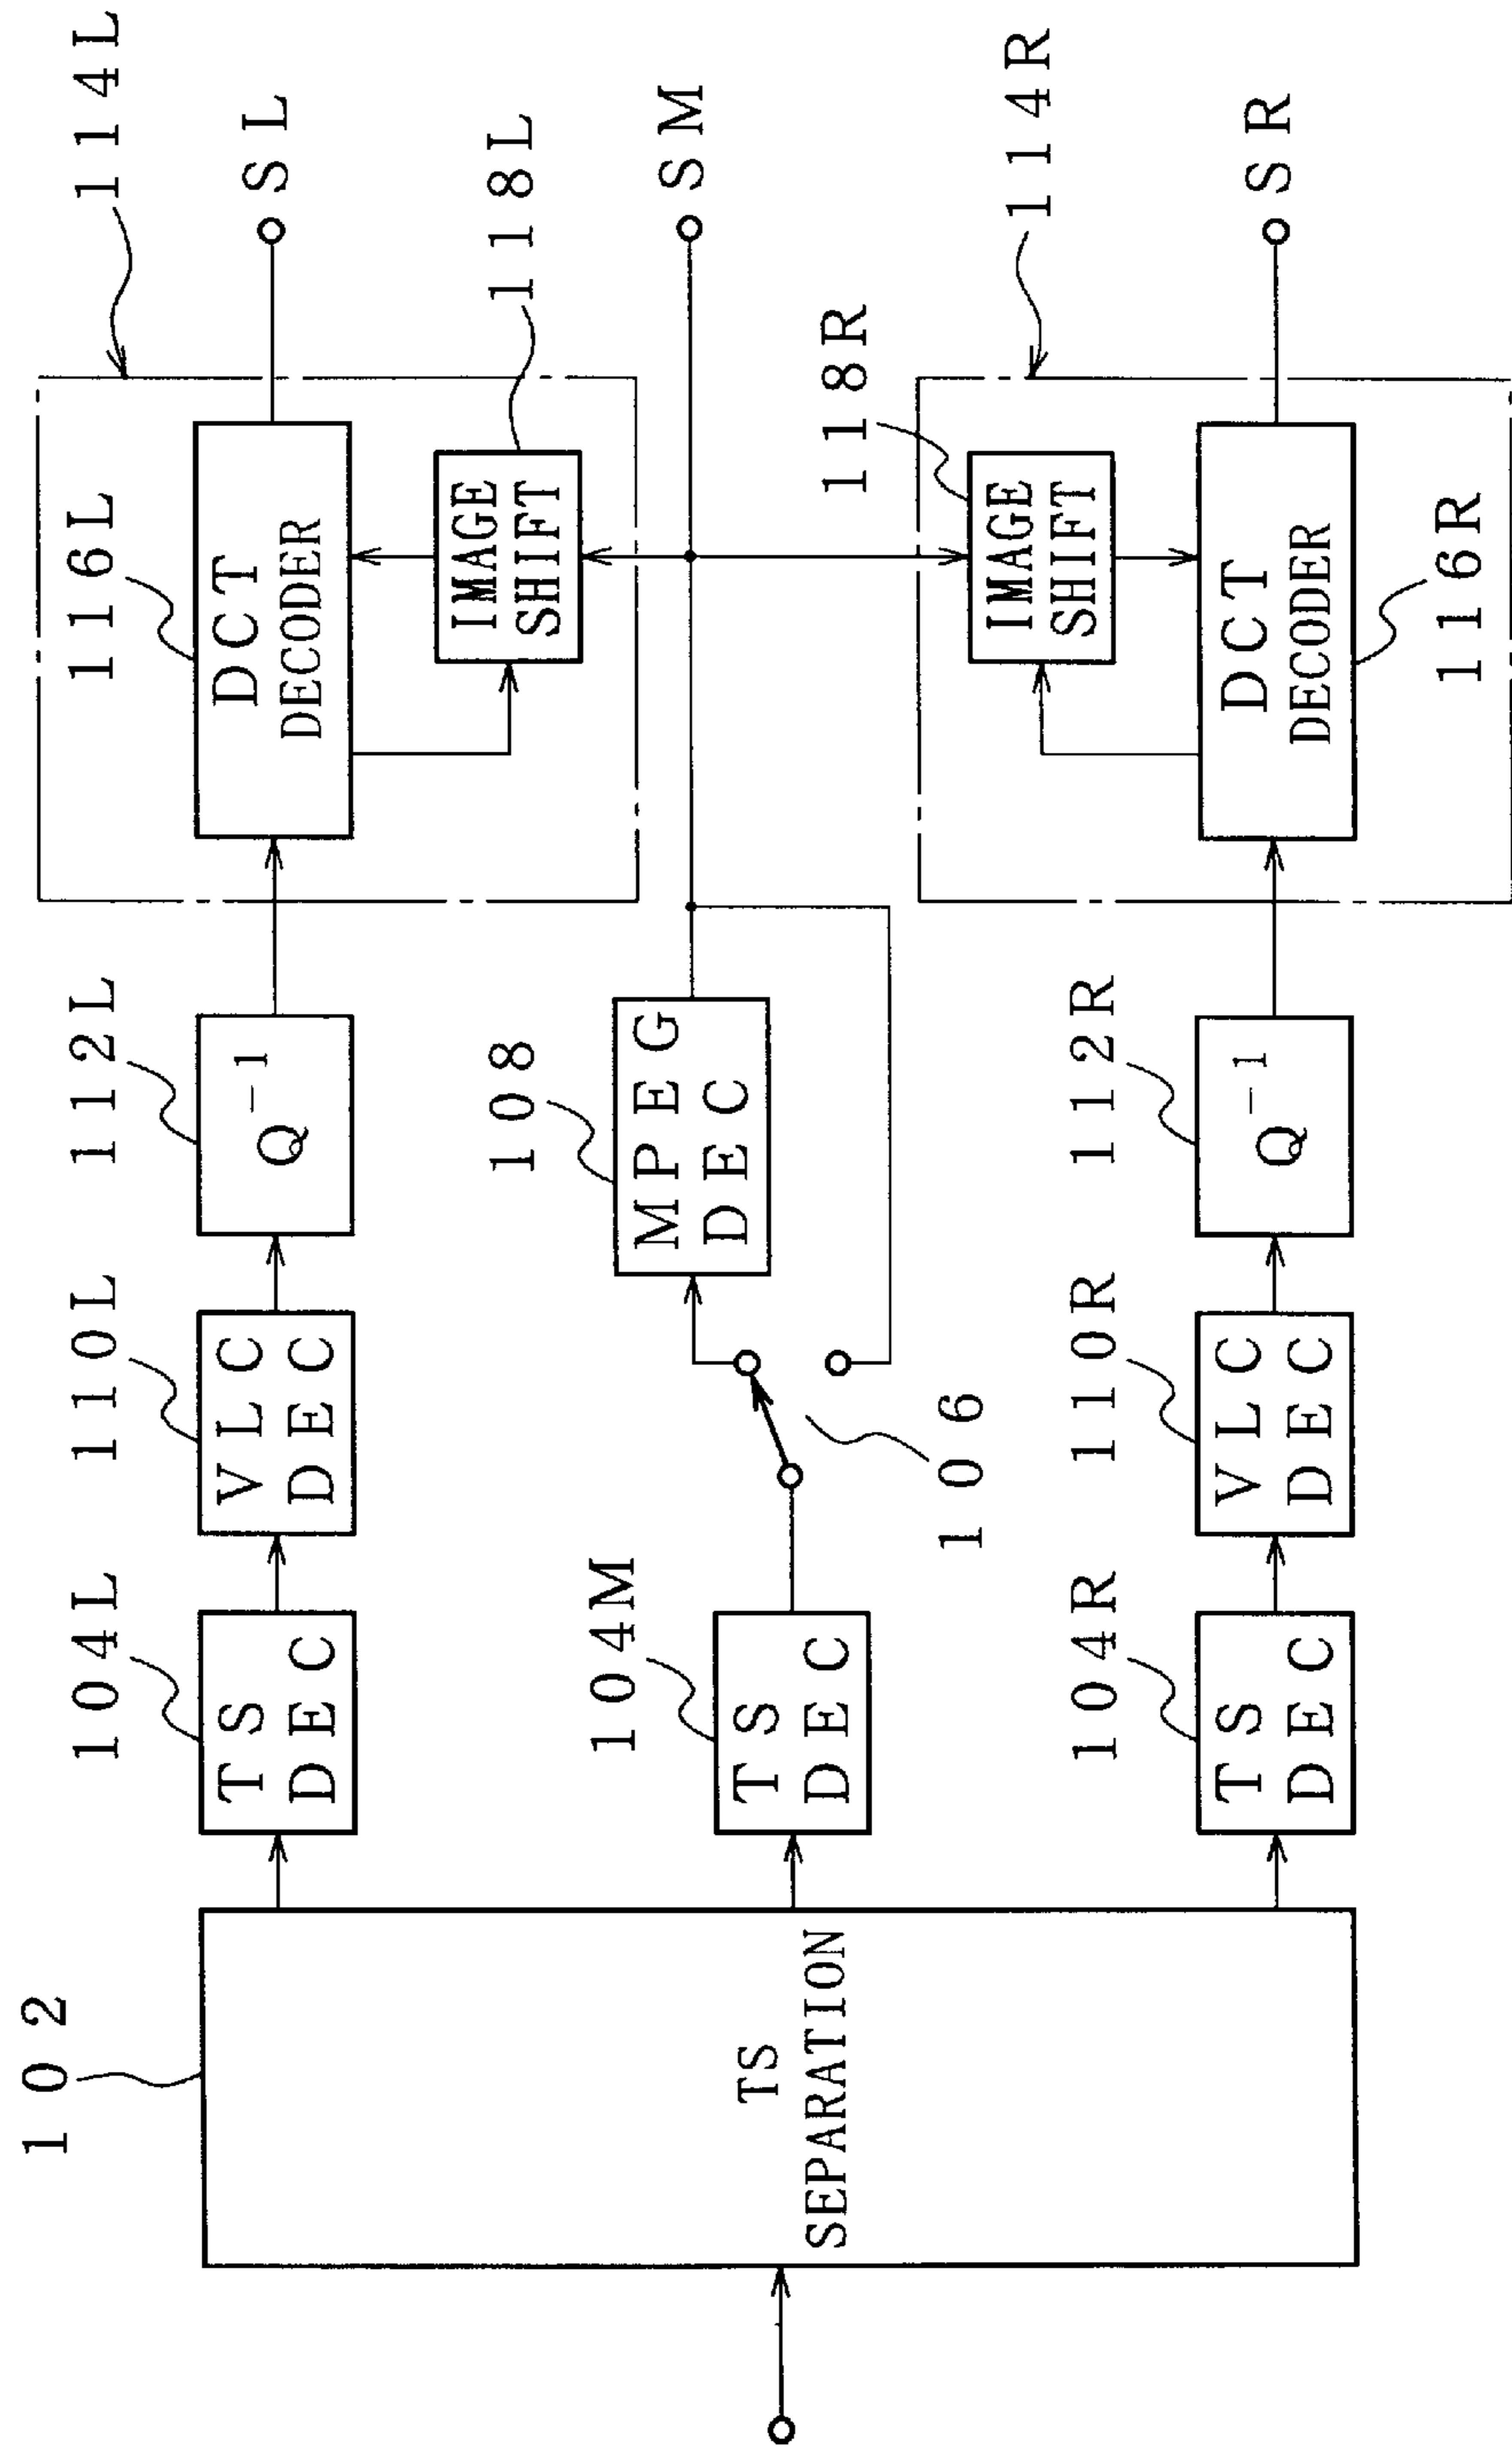 102
TS
SEPARATION
104L
TS
DEC
110L
VLC
DEC
112L
Q⁻¹
114L
116L
DCT
DECODER
118L
IMAGE
SHIFT
SL
104M
TS
DEC
106
108
MPEG
DEC
SM
104R
TS
DEC
110R
VLC
DEC
112R
Q⁻¹
118R
IMAGE
SHIFT
114R
DCT
DECODER
116R
SR